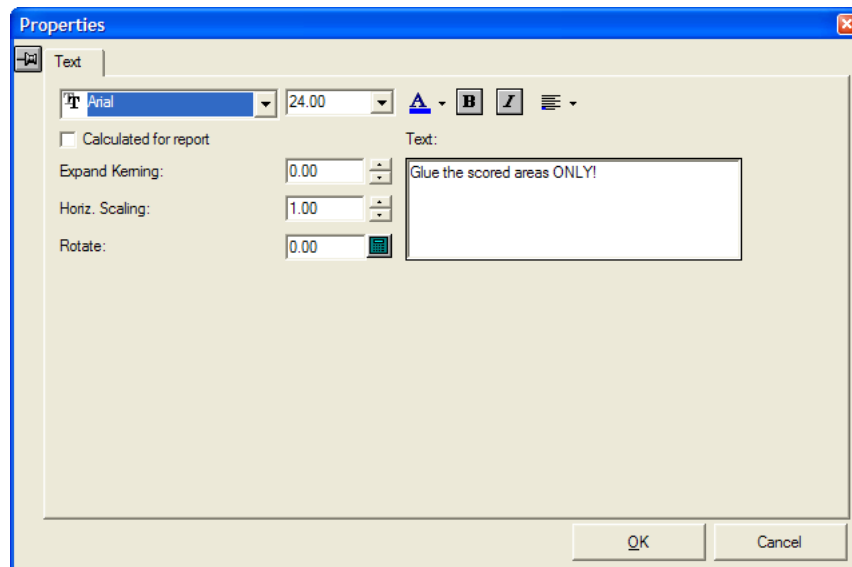 Properties
Text
Arial 24.00 A B I
Calculated for report Text:
Expand Kerning: 0.00 Glue the scored areas ONLY!
Horiz. Scaling: 1.00
Rotate: 0.00
OK Cancel